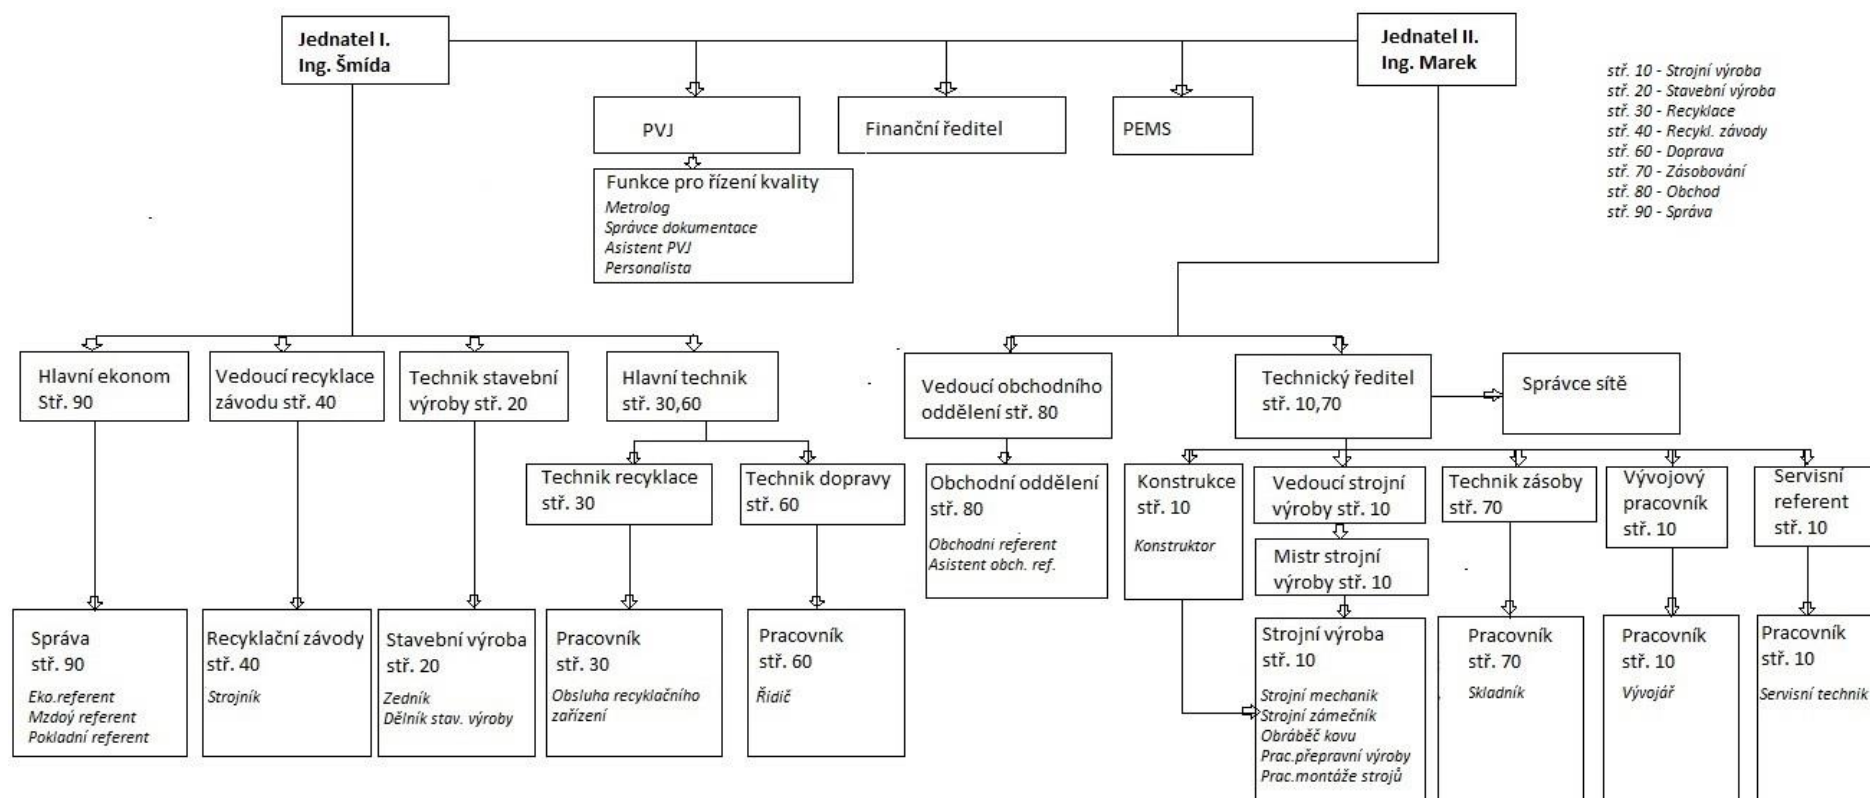 Jednatel I.
Ing. Šmída
Jednatel II.
Ing. Marek
stř. 10 - Strojní výroba
stř. 20 - Stavební výroba
stř. 30 - Recyklace
stř. 40 - Recykl. závody
stř. 60 - Doprava
stř. 70 - Zásobování
stř. 80 - Obchod
stř. 90 - Správa
PVJ
Finanční ředitel
PEMS
Funkce pro řízení kvality
Metrolog
Správce dokumentace
Asistent PVJ
Personalista
Hlavní ekonom
Stř. 90
Vedoucí recyklace
závodu stř. 40
Technik stavební
výroby stř. 20
Hlavní technik
stř. 30,60
Vedoucí obchodního
oddělení stř. 80
Technický ředitel
stř. 10,70
Správce sítě
Technik recyklace
stř. 30
Technik dopravy
stř. 60
Obchodní oddělení
stř. 80
Obchodni referent
Asistent obch. ref.
Konstrukce
stř. 10
Konstruktor
Vedoucí strojní
výroby stř. 10
Mistr strojní
výroby stř. 10
Technik zásoby
stř. 70
Vývojový
pracovník
stř. 10
Servisní
referent
stř. 10
Správa
stř. 90
Eko.referent
Mzdoý referent
Pokladní referent
Recyklační závody
stř. 40
Strojník
Stavební výroba
stř. 20
Zedník
Dělník stav. výroby
Pracovník
stř. 30
Obsluha recyklačního
zařízení
Pracovník
stř. 60
Řidič
Strojní výroba
stř. 10
Strojní mechanik
Strojní zámečník
Obráběč kovu
Prac.přepravní výroby
Prac.montáže strojů
Pracovník
stř. 70
Skladník
Pracovník
stř. 10
Vývojář
Pracovník
stř. 10
Servisní technik